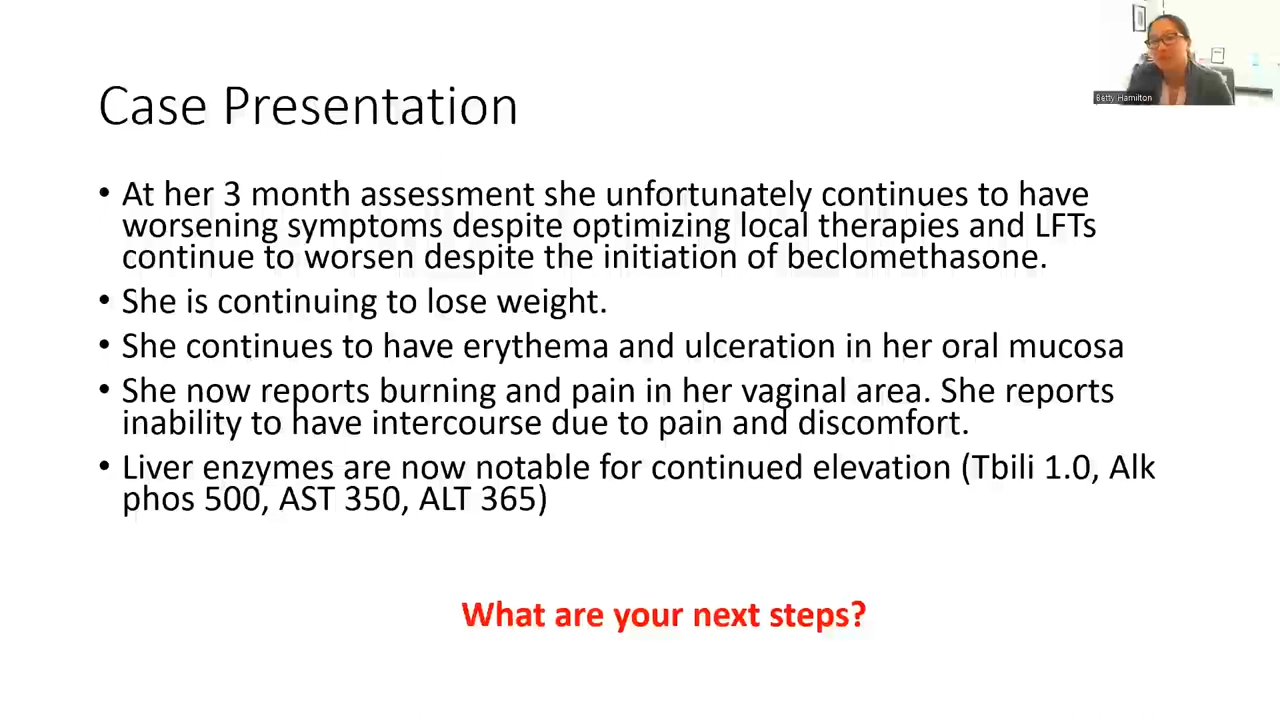 Betty Hamilton
Case Presentation
• At her 3 month assessment she unfortunately continues to have
worsening symptoms despite optimizing local therapies and LFTs
continue to worsen despite the initiation of beclomethasone.
• She is continuing to lose weight.
• She continues to have erythema and ulceration in her oral mucosa
• She now reports burning and pain in her vaginal area. She reports
inability to have intercourse due to pain and discomfort.
• Liver enzymes are now notable for continued elevation (Tbili 1.0, Alk
phos 500, AST 350, ALT 365)
What are your next steps?